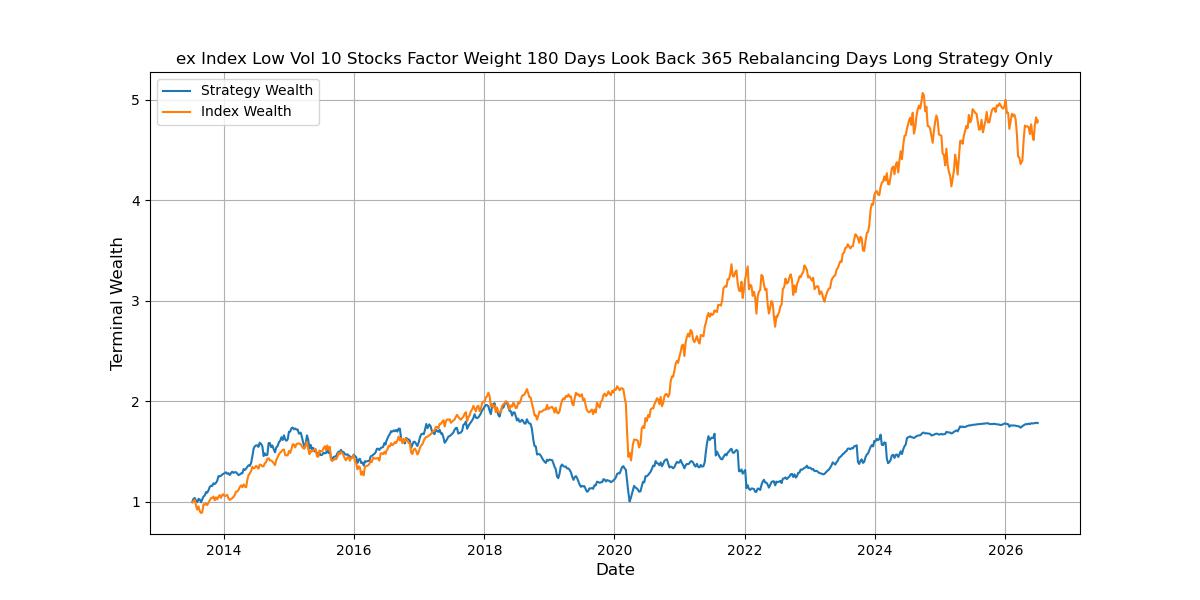 ex Index Low Vol 10 Stocks Factor Weight 180 Days Look Back 365 Rebalancing Days Long Strategy Only
Strategy Wealth
Index Wealth
Terminal Wealth
5
4
3
2
1
2014 2016 2018 2020 2022 2024 2026
Date